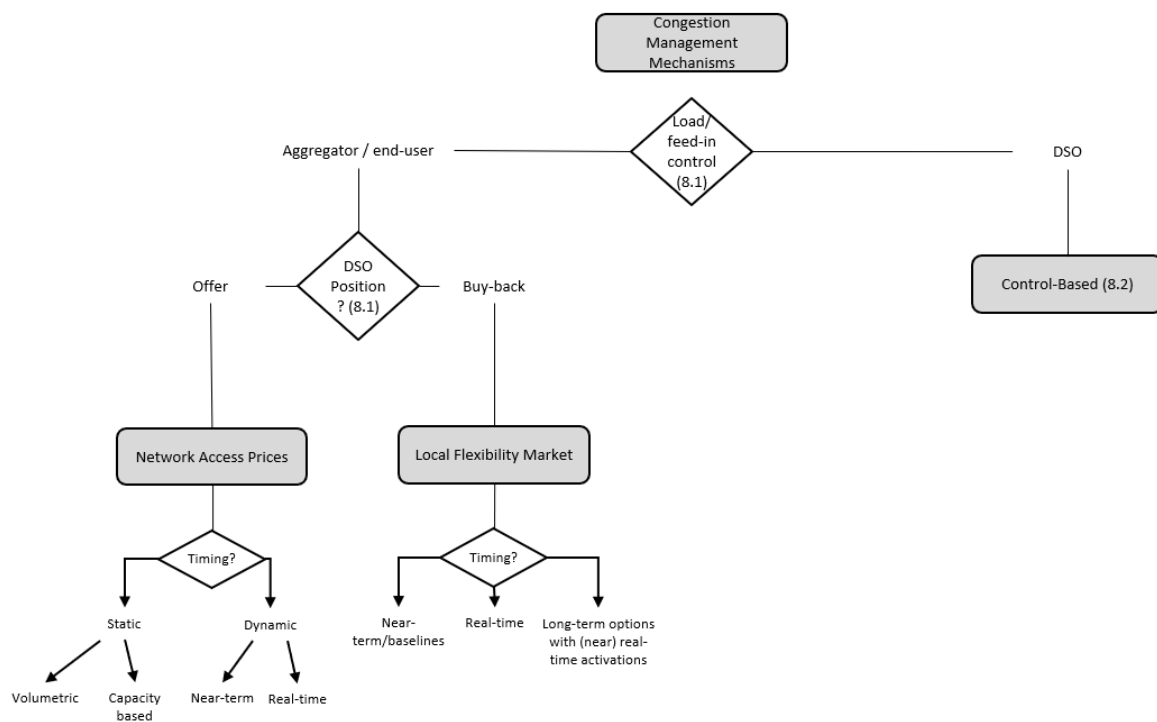 Congestion
Management
Mechanisms
Load/
feed-in
control
(8.1)
Aggregator / end-user
DSO
DSO
Position
? (8.1)
Offer
Buy-back
Control-Based (8.2)
Network Access Prices
Local Flexibility Market
Timing?
Timing?
Static
Dynamic
Near-
term/baselines
Real-time
Long-term options
with (near) real-
time activations
Volumetric
Capacity
based
Near-term
Real-time